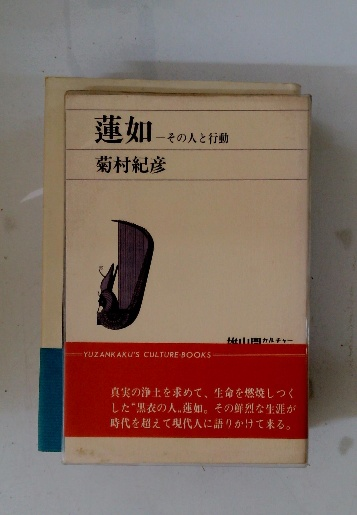 蓮如―その人と行動
菊村紀彦
雄山閣カルチャー
YUZANKAKU'S CULTURE-BOOKS
真実の浄土を求めて、生命を燃焼しつく
した“黒衣の人„蓮如。その鮮烈な生涯が
時代を超えて現代人に語りかけて来る。